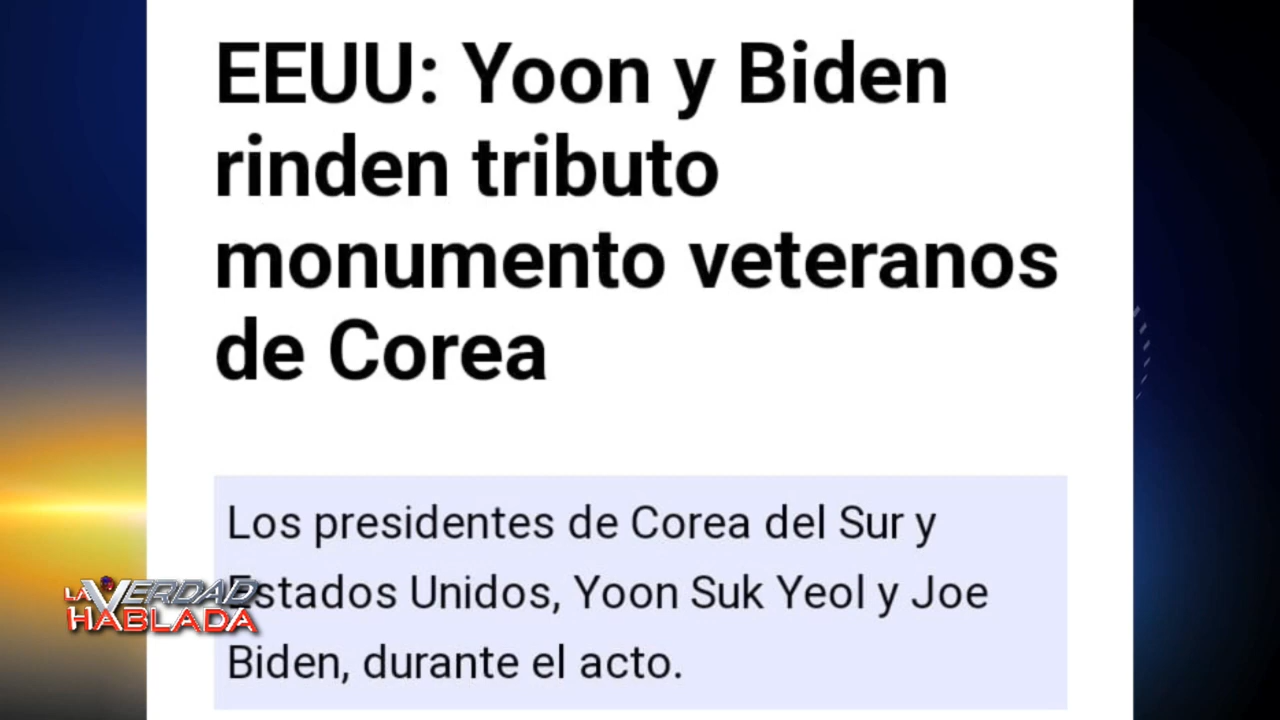 EEUU: Yoon y Biden
rinden tributo
monumento veteranos
de Corea
Los presidentes de Corea del Sur y
Estados Unidos, Yoon Suk Yeol y Joe
Biden, durante el acto.
LA VERDAD
HABLADA